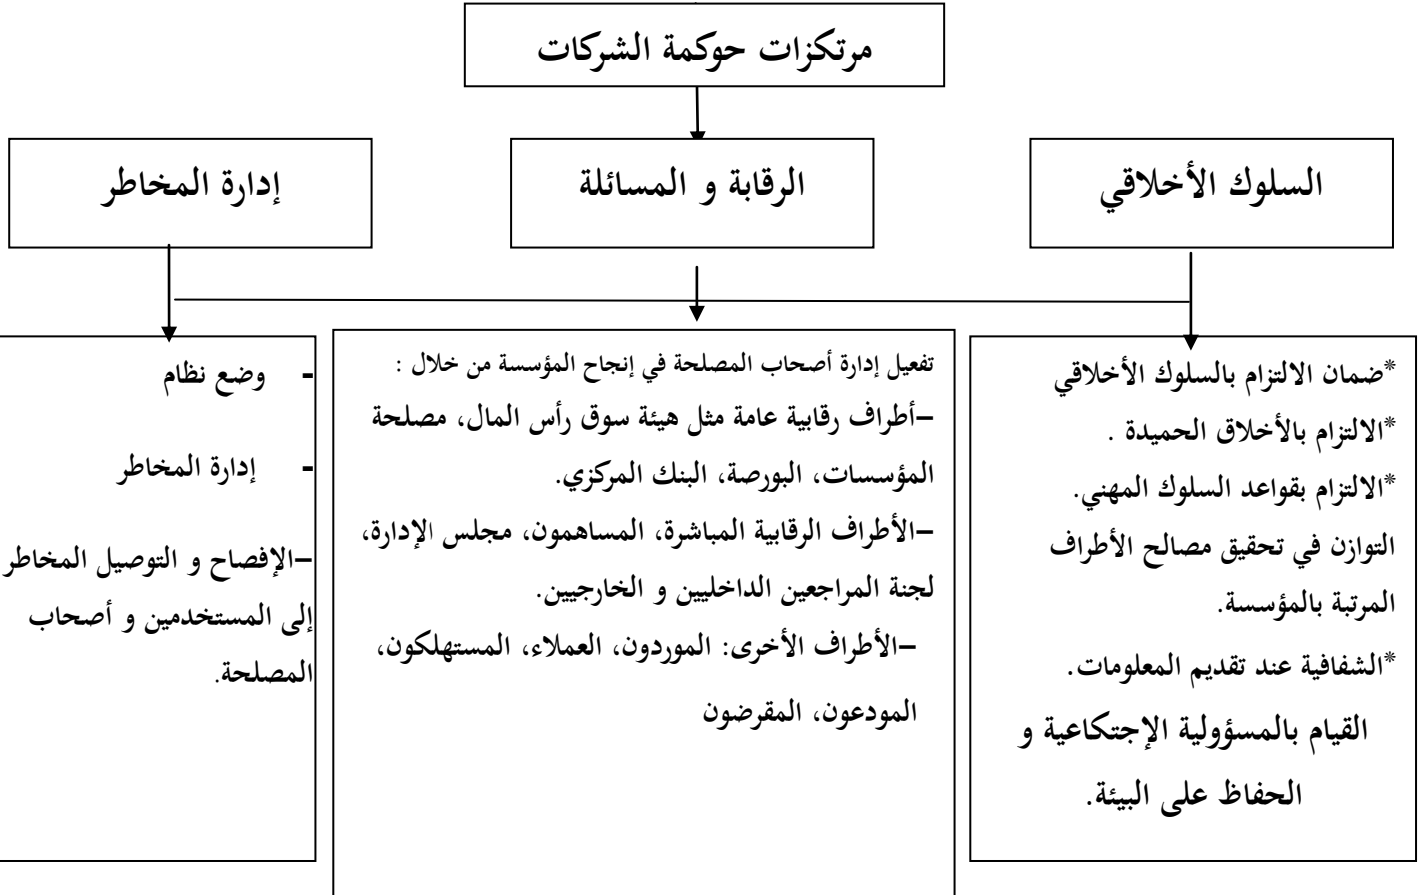 مرتكزات حوكمة الشركات
السلوك الأخلاقي
الرقابة و المسائلة
إدارة المخاطر
*ضمان الالتزام بالسلوك الأخلاقي
*الالتزام بالأخلاق الحميدة .
*الالتزام بقواعد السلوك المهني.
التوازن في تحقيق مصالح الأطراف
المرتبة بالمؤسسة.
*الشفافية عند تقديم المعلومات.
القيام بالمسؤولية الإجتكاعية و
الحفاظ على البيئة.
تفعيل إدارة أصحاب المصلحة في إنجاح المؤسسة من خلال :
–أطراف رقابية عامة مثل هيئة سوق رأس المال، مصلحة
المؤسسات، البورصة، البنك المركزي.
–الأطراف الرقابية المباشرة، المساهمون، مجلس الإدارة،
لجنة المراجعين الداخليين و الخارجيين.
–الأطراف الأخرى: الموردون، العملاء، المستهلكون،
المودعون، المقرضون
- وضع نظام
- إدارة المخاطر
–الإفصاح و التوصيل المخاطر
إلى المستخدمين و أصحاب
المصلحة.